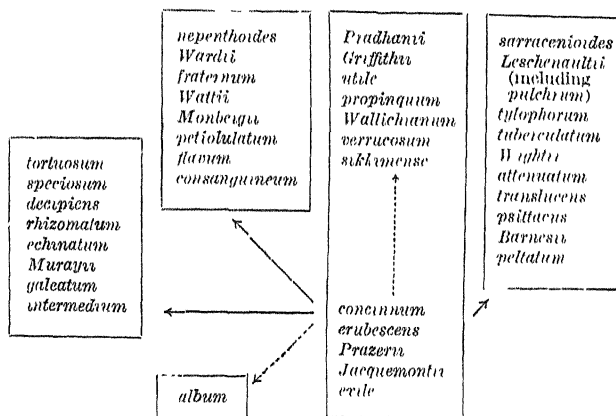 nepenthoides
Wardii
fraternum
Wattii
Monbeigii
petiolulatum
flavum
consanguineum
Pradhanii
Griffithii
utile
propinquum
Wallichianum
verrucosum
sikkimense
sarracenioides
Leschenaultii
(including
pulchrum)
tylophorum
tuberculatum
Wightii
attenuatum
translucens
psittacus
Barnesii
peltatum
tortuosum
speciosum
decipiens
rhizomatum
echinatum
Murayii
galeatum
intermedium
concinnum
erubescens
Prazerii
Jacquemontii
exile
album